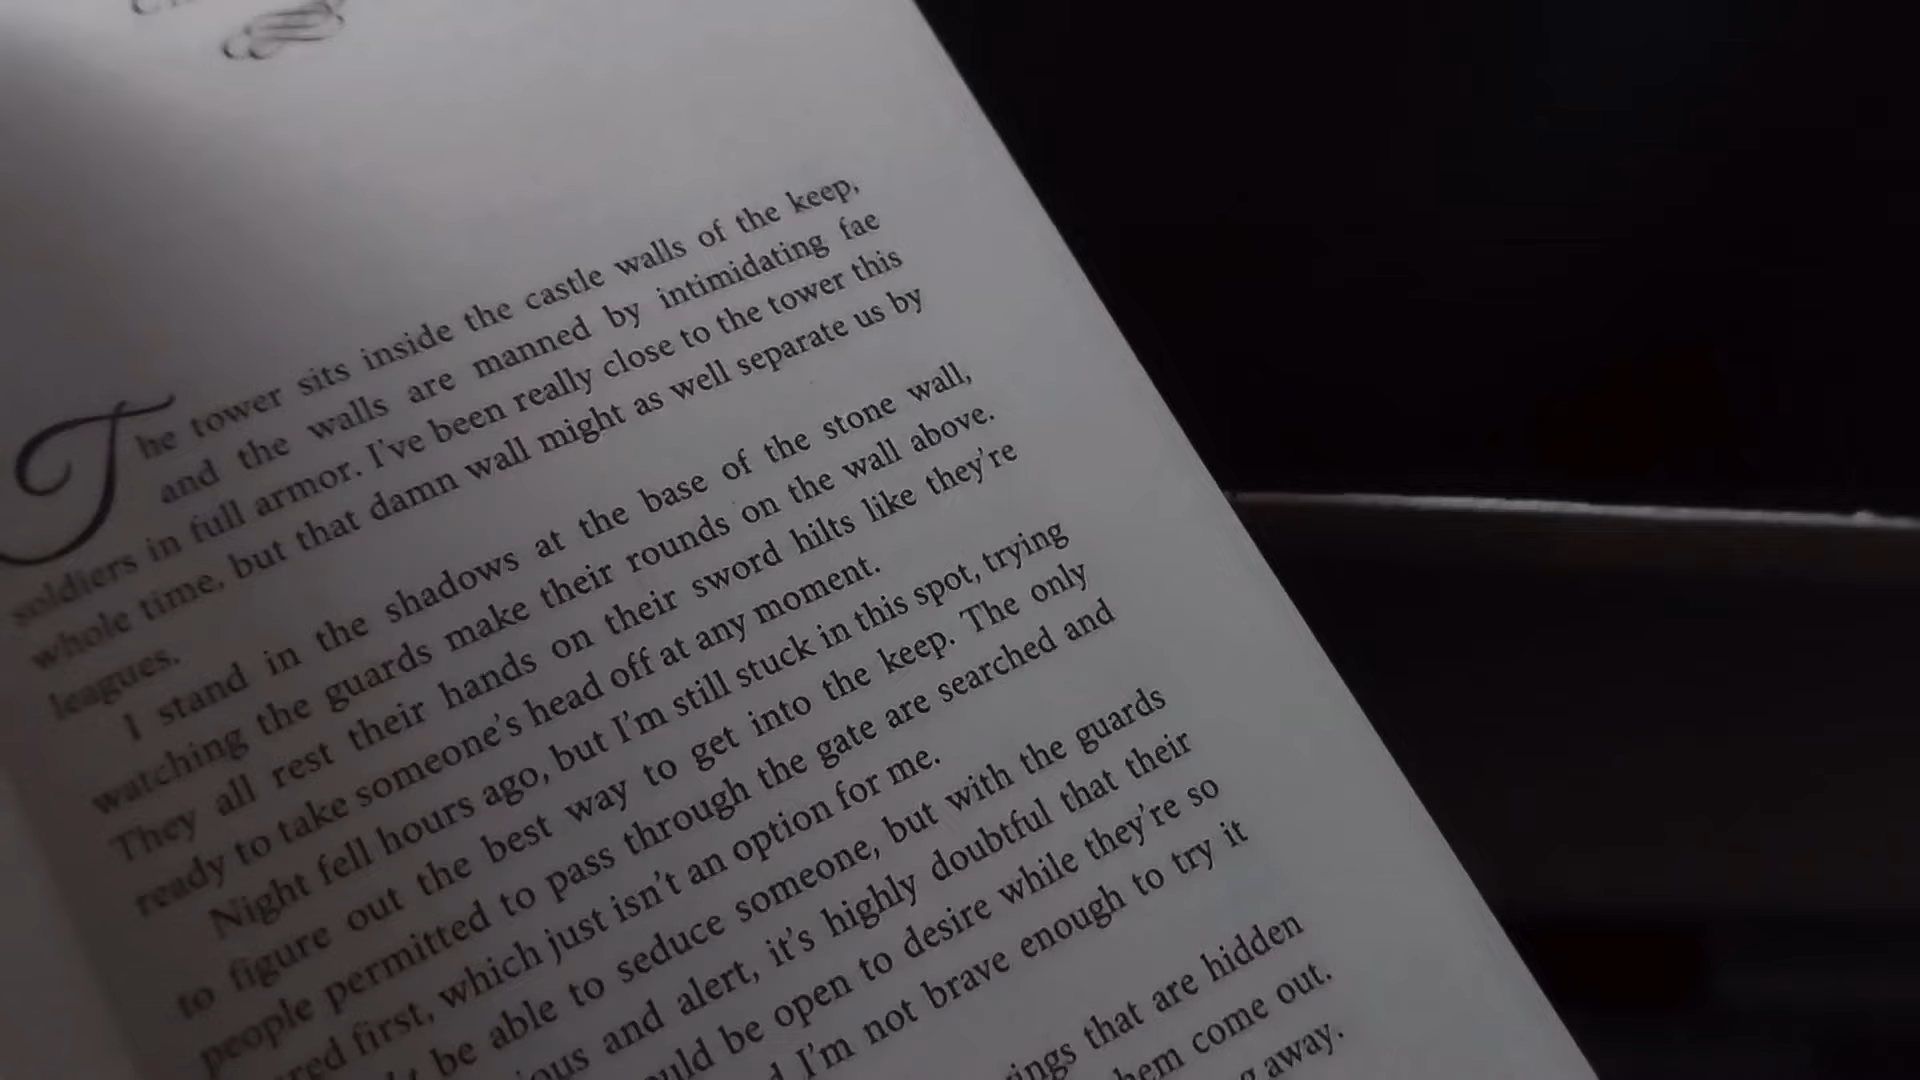 The tower sits inside the castle walls of the keep,
and the walls are manned by intimidating fae
soldiers in full armor. I've been really close to the tower this
whole time, but that damn wall might as well separate us by
leagues.
I stand in the shadows at the base of the stone wall,
watching the guards make their rounds on the wall above.
They all rest their hands on their sword hilts like they're
ready to take someone's head off at any moment.
Night fell hours ago, but I'm still stuck in this spot, trying
to figure out the best way to get into the keep. The only
people permitted to pass through the gate are searched and
first, which just isn't an option for me.
be able to seduce someone, but with the guards
and alert, it's highly doubtful that their
be open to desire while they're so
I'm not brave enough to try it
that are hidden
come out.
away.